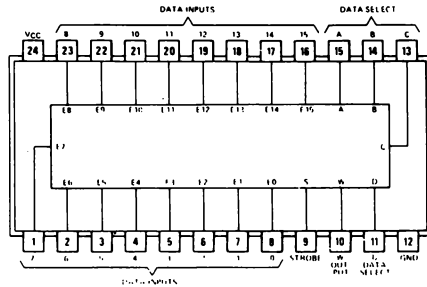 DATA INPUTS DATA SELECT
VCC 8 9 10 11 12 13 14 15 A B C
24 23 22 21 20 19 18 17 16 15 14 13
E8 E9 E10 E11 E12 E13 E14 E15 A B
E7 C
E6 E5 E4 E3 E2 E1 E0 S W D
1 2 3 4 5 6 7 8 9 10 11 12
7 6 5 4 1 0 STROBE W GND
OUT PUT DATA SELECT
DATA INPUTS